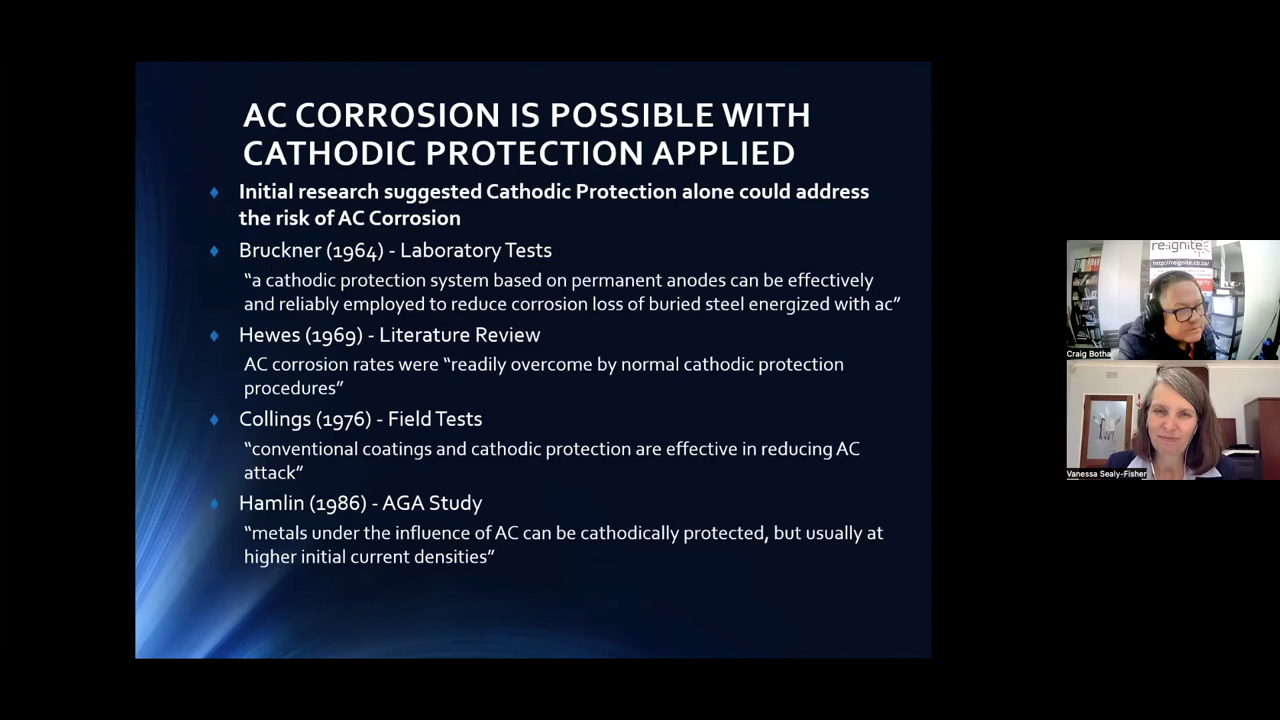 AC CORROSION IS POSSIBLE WITH
CATHODIC PROTECTION APPLIED
Initial research suggested Cathodic Protection alone could address
the risk of AC Corrosion
Bruckner (1964) - Laboratory Tests
“a cathodic protection system based on permanent anodes can be effectively
and reliably employed to reduce corrosion loss of buried steel energized with ac”
Hewes (1969) - Literature Review
AC corrosion rates were “readily overcome by normal cathodic protection
procedures”
Collings (1976) - Field Tests
“conventional coatings and cathodic protection are effective in reducing AC
attack”
Hamlin (1986) - AGA Study
“metals under the influence of AC can be cathodically protected, but usually at
higher initial current densities”
re:ignite
http://reignite.co.za/
Craig Botha
Vanessa Sealy-Fisher